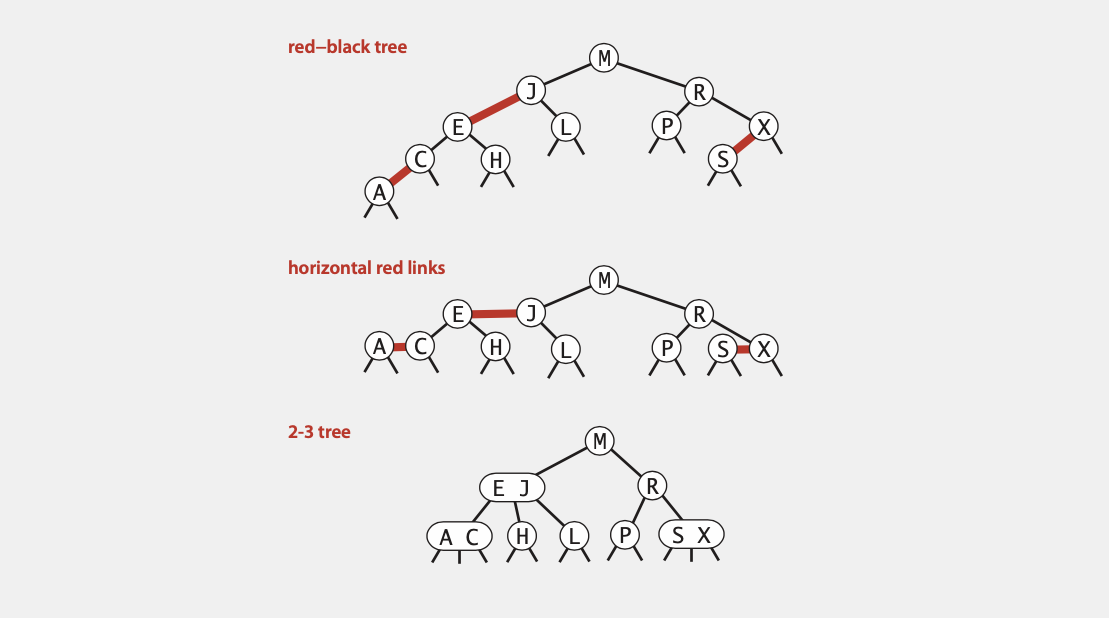 red–black tree
M
J R
E L P X
C H S
A
horizontal red links
M
E J R
A C H L P S X
2-3 tree
M
E J R
A C H L P S X